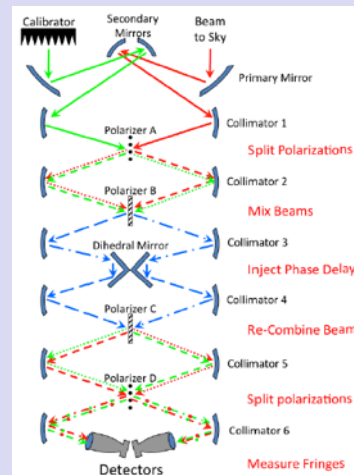 Calibrator
Secondary
Mirrors
Beam
to Sky
Primary Mirror
Polarizer A
Collimator 1
Split Polarizations
Polarizer B
Collimator 2
Mix Beams
Dihedral Mirror
Collimator 3
Inject Phase Delay
Polarizer C
Collimator 4
Re-Combine Beam
Polarizer D
Collimator 5
Split polarizations
Collimator 6
Detectors
Measure Fringes